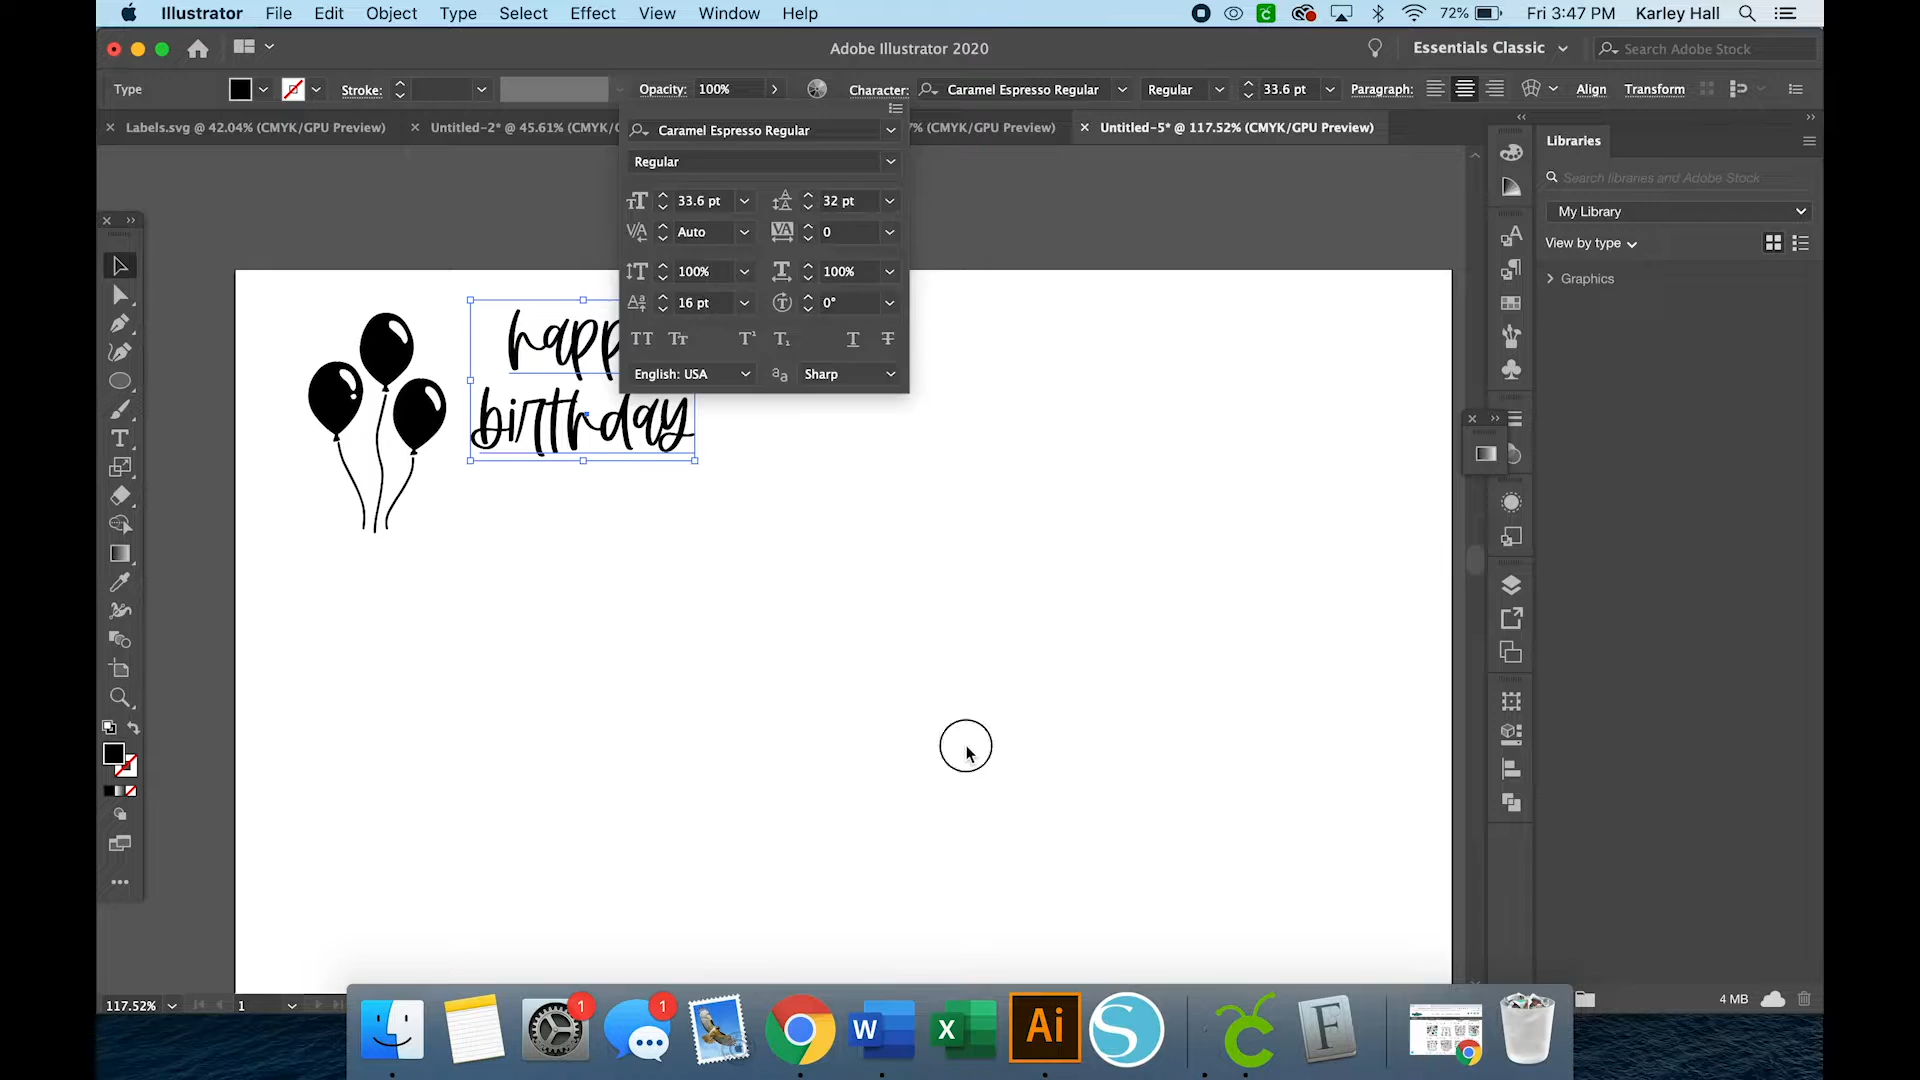 Illustrator File Edit Object Type Select Effect View Window Help 72% Fri 3:47 PM Karley Hall
Adobe Illustrator 2020 Essentials Classic Search Adobe Stock
Type Stroke: Opacity: 100% Character: Caramel Espresso Regular Regular 33.6 pt Paragraph: Align Transform
Labels.svg @ 42.04% (CMYK/GPU Preview) Untitled-2* @ 45.61% (CMYK/ % (CMYK/GPU Preview) Untitled-5* @ 117.52% (CMYK/GPU Preview)
Caramel Espresso Regular
Regular
33.6 pt 32 pt
Auto 0
100% 100%
16 pt 0°
English: USA Sharp
happ
birthday
Libraries
Search libraries and Adobe Stock
My Library
View by type
Graphics
117.52% 1 4 MB
1 1
W X Ai S F